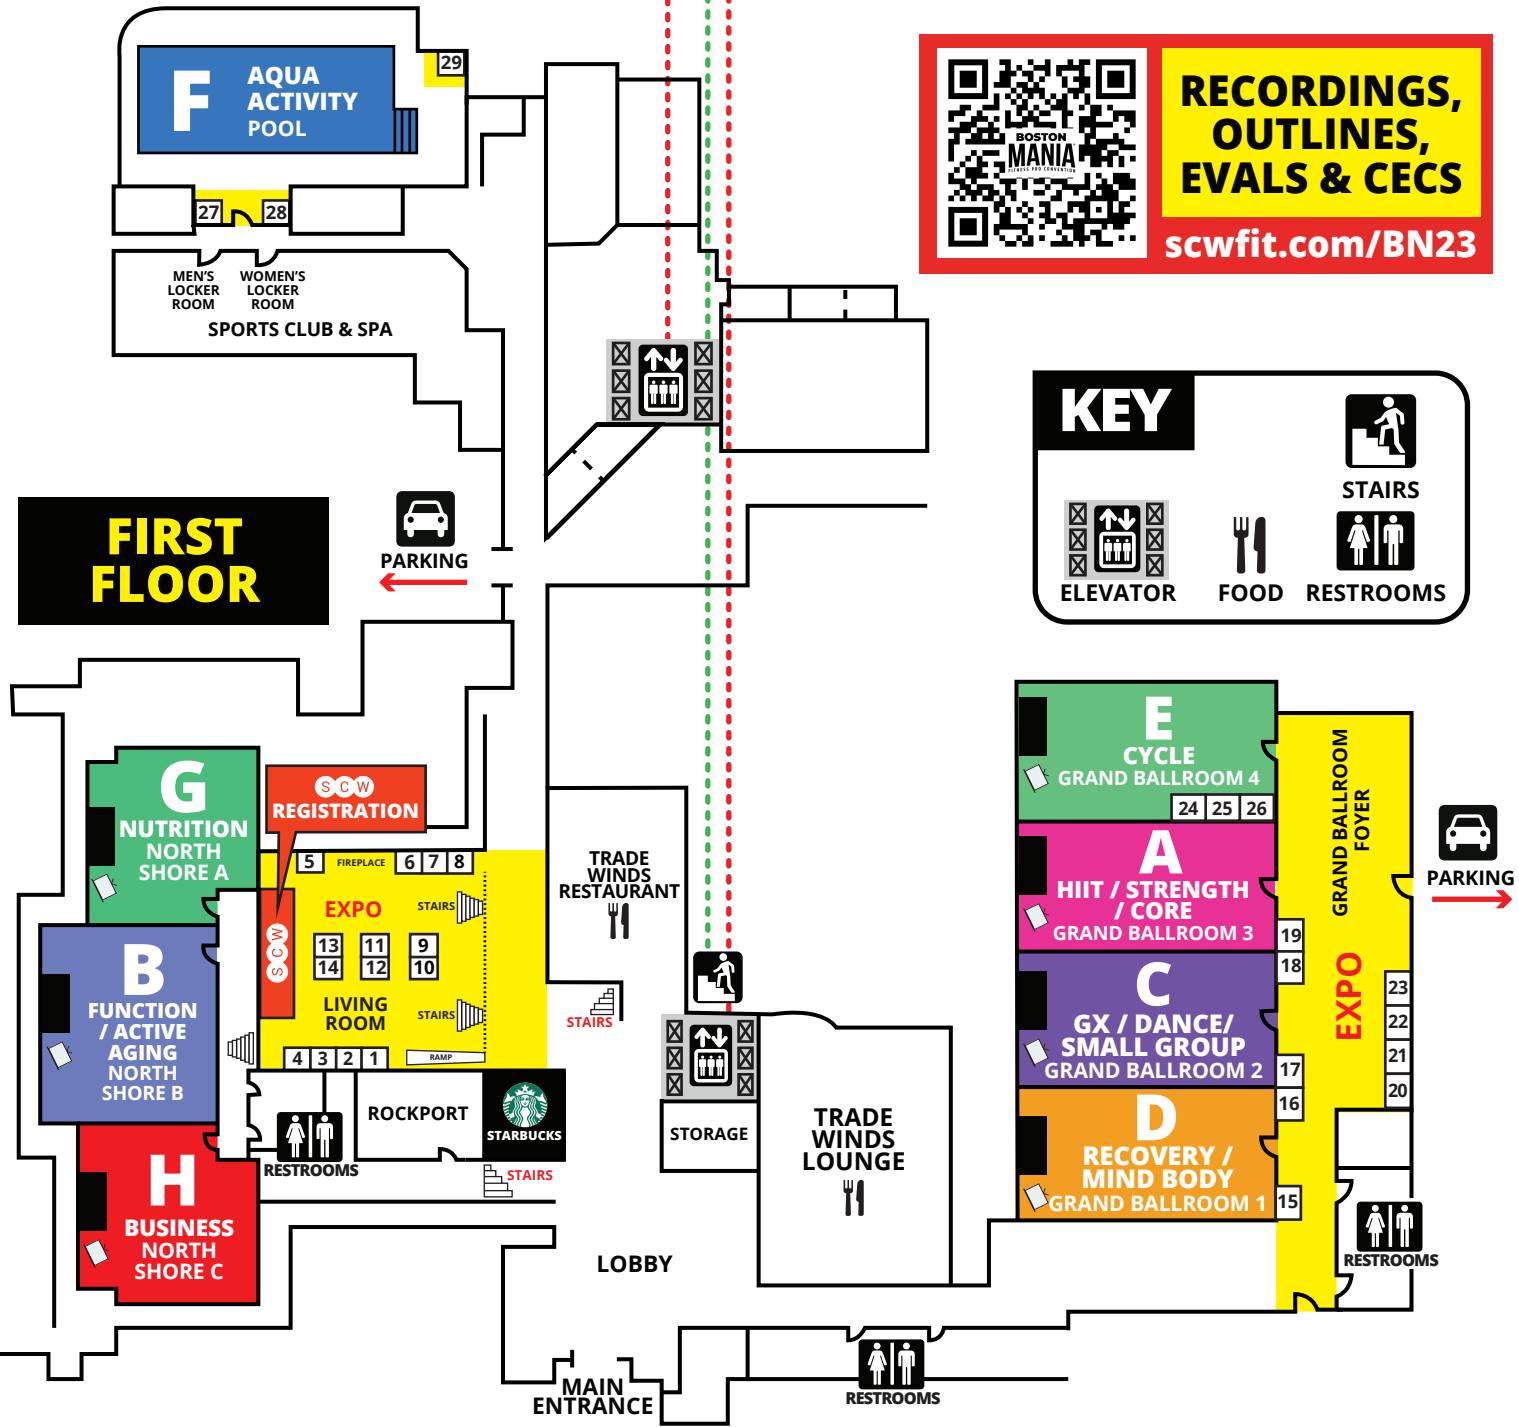 F
AQUA
ACTIVITY
POOL
29
27
28
MEN'S
LOCKER
ROOM
WOMEN'S
LOCKER
ROOM
SPORTS CLUB & SPA
BOSTON
MANIA
FITNESS PRO CONVENTION
RECORDINGS,
OUTLINES,
EVALS & CECS
scwfit.com/BN23
KEY
STAIRS
ELEVATOR
FOOD
RESTROOMS
FIRST
FLOOR
PARKING
G
NUTRITION
NORTH
SHORE A
SCW
REGISTRATION
5
FIREPLACE
6
7
8
EXPO
STAIRS
SCW
13
11
9
14
12
10
LIVING
ROOM
STAIRS
4
3
2
1
RAMP
B
FUNCTION
/ ACTIVE
AGING
NORTH
SHORE B
H
BUSINESS
NORTH
SHORE C
RESTROOMS
ROCKPORT
STARBUCKS
STAIRS
TRADE
WINDS
RESTAURANT
STAIRS
STORAGE
TRADE
WINDS
LOUNGE
LOBBY
MAIN
ENTRANCE
RESTROOMS
E
CYCLE
GRAND BALLROOM 4
24
25
26
A
HIIT / STRENGTH
/ CORE
GRAND BALLROOM 3
C
GX / DANCE/
SMALL GROUP
GRAND BALLROOM 2
D
RECOVERY /
MIND BODY
GRAND BALLROOM 1
GRAND BALLROOM
FOYER
EXPO
19
18
17
16
15
23
22
21
20
PARKING
RESTROOMS